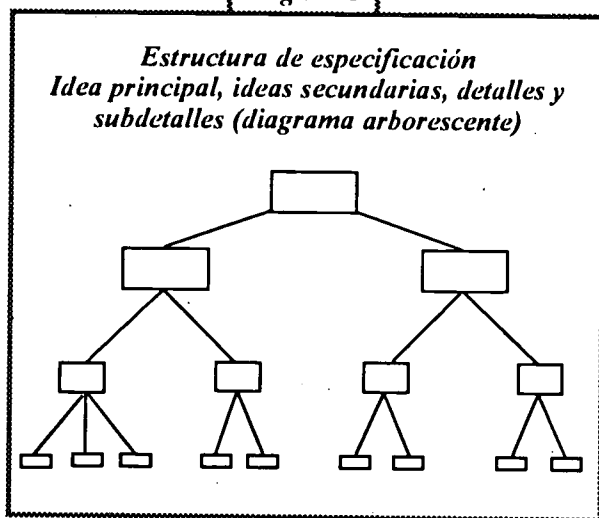 Estructura de especificación
Idea principal, ideas secundarias, detalles y
subdetalles (diagrama arborescente)